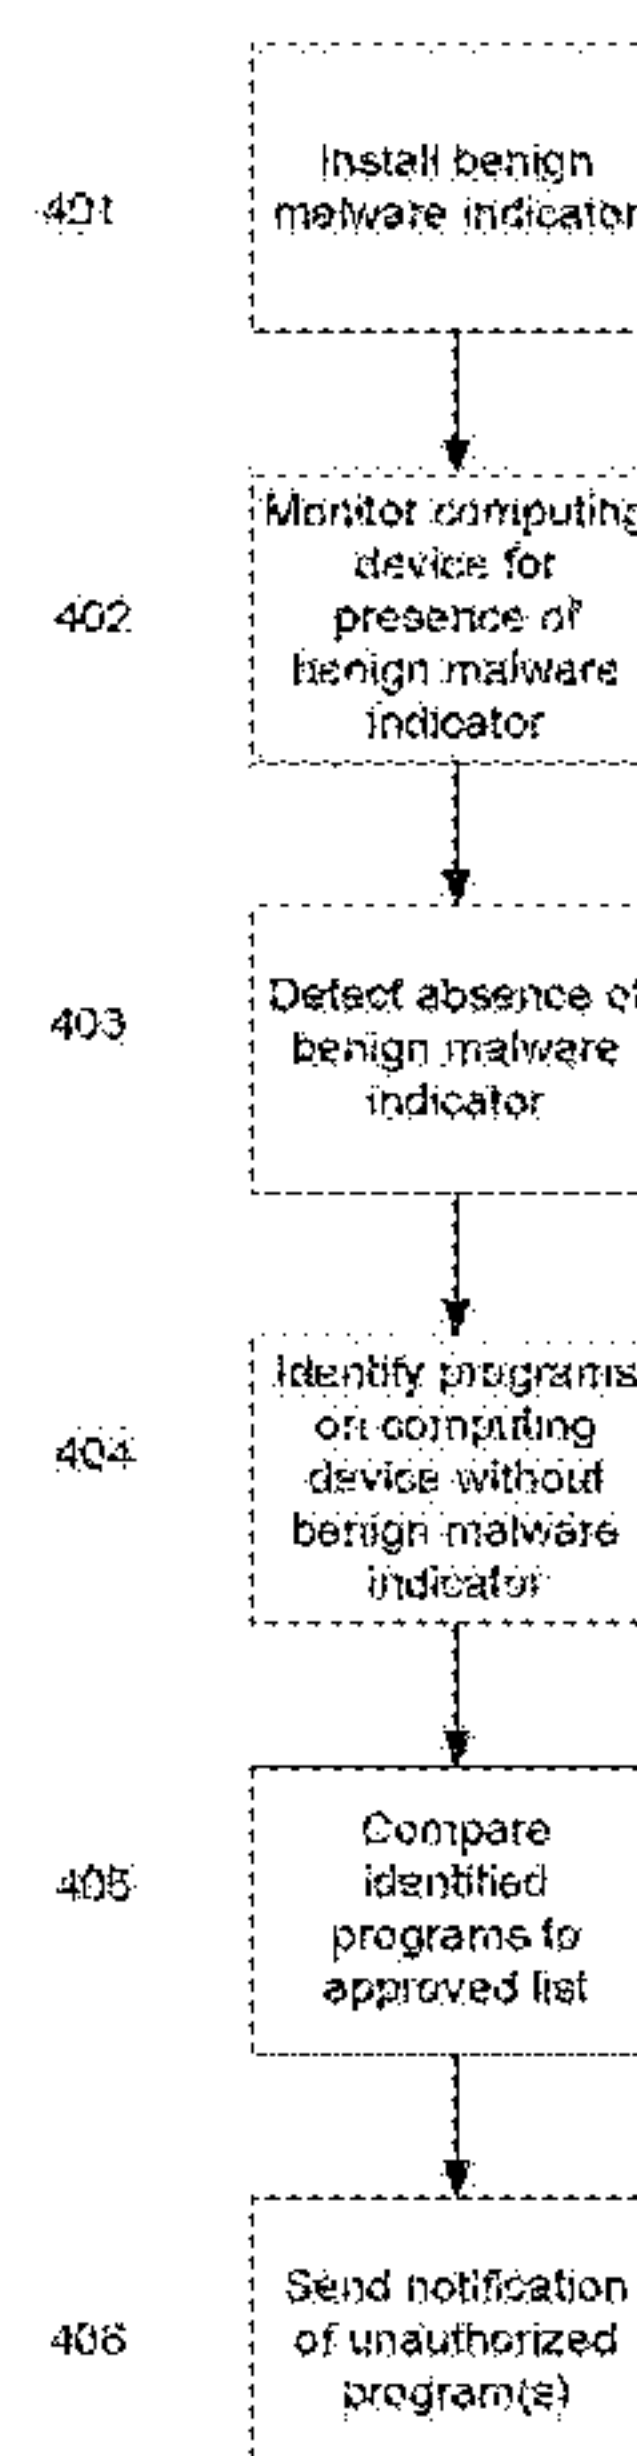 401
Install benign
malware indicator
402
Monitor computing
device for
presence of
benign malware
indicator
403
Detect absence of
benign malware
indicator
404
Identify programs
on computing
device without
benign malware
indicator
405
Compare
identified
programs to
approved list
406
Send notification
of unauthorized
program(s)